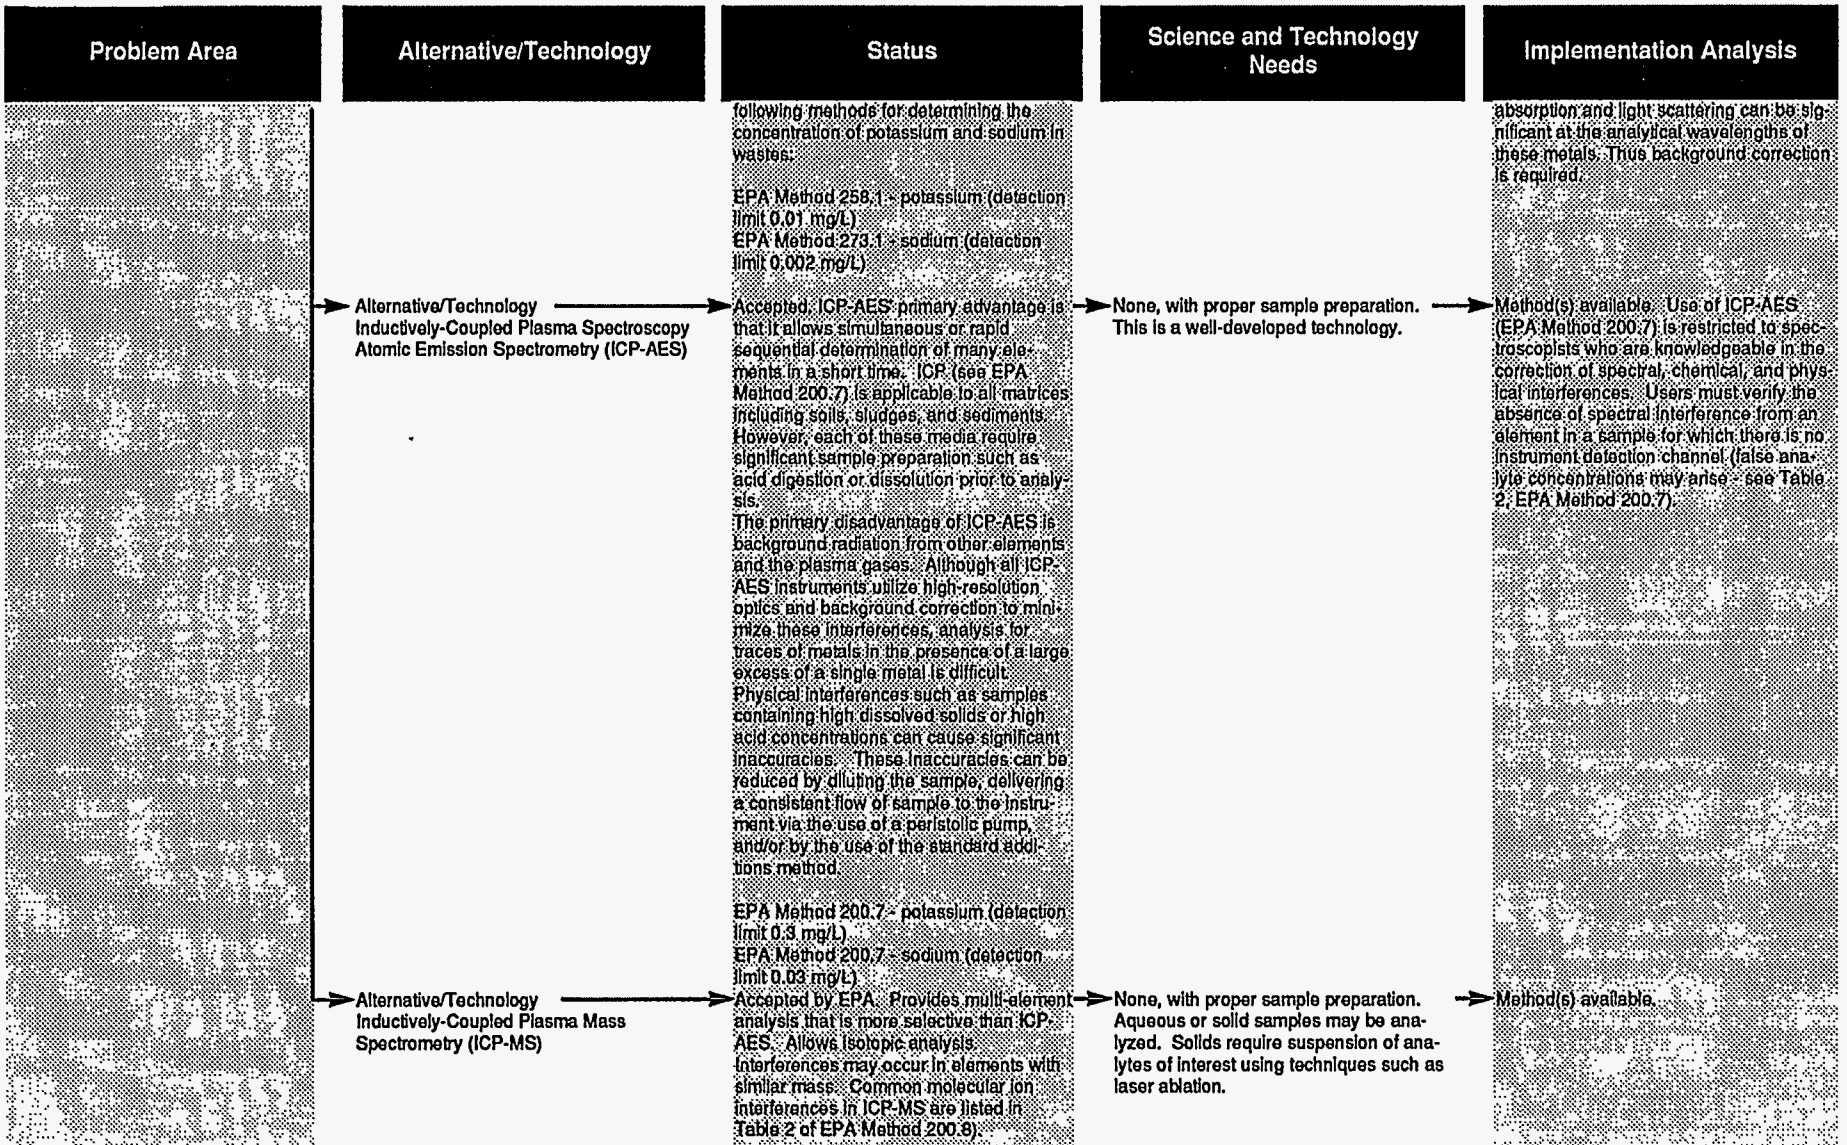 Problem Area
Alternative/Technology
Status
Science and Technology
Needs
Implementation Analysis
following methods for determining the
concentration of potassium and sodium in
wastes:
EPA Method 258.1 - potassium (detection
limit 0.01 mg/L)
EPA Method 273.1 - sodium (detection
limit 0.002 mg/L)
absorption and light scattering can be sig-
nificant at the analytical wavelengths of
these metals. Thus background correction
is required.
Alternative/Technology
Inductively-Coupled Plasma Spectroscopy
Atomic Emission Spectrometry (ICP-AES)
Accepted. ICP-AES' primary advantage is
that it allows simultaneous or rapid
sequential determination of many ele-
ments in a short time. ICP (see EPA
Method 200.7) is applicable to all matrices
including soils, sludges, and sediments.
However, each of these media require
significant sample preparation such as
acid digestion or dissolution prior to analy-
sis.
The primary disadvantage of ICP-AES is
background radiation from other elements
and the plasma gases. Although all ICP-
AES instruments utilize high-resolution
optics and background correction to mini-
mize these interferences, analysis for
traces of metals in the presence of a large
excess of a single metal is difficult.
Physical interferences such as samples
containing high dissolved solids or high
acid concentrations can cause significant
inaccuracies. These inaccuracies can be
reduced by diluting the sample, delivering
a consistent flow of sample to the instru-
ment via the use of a peristolic pump,
and/or by the use of the standard addi-
tions method.
EPA Method 200.7 - potassium (detection
limit 0.3 mg/L)
EPA Method 200.7 - sodium (detection
limit 0.03 mg/L)
None, with proper sample preparation.
This is a well-developed technology.
Method(s) available. Use of ICP-AES
(EPA Method 200.7) is restricted to spec-
troscopists who are knowledgeable in the
correction of spectral, chemical, and phys-
ical interferences. Users must verify the
absence of spectral interference from an
element in a sample for which there is no
instrument detection channel (false ana-
lyte concentrations may arise - see Table
2, EPA Method 200.7).
Alternative/Technology
Inductively-Coupled Plasma Mass
Spectrometry (ICP-MS)
Accepted by EPA. Provides multi-element
analysis that is more selective than ICP-
AES. Allows isotopic analysis.
Interferences may occur in elements with
similar mass. Common molecular ion
interferences in ICP-MS are listed in
Table 2 of EPA Method 200.8).
None, with proper sample preparation.
Aqueous or solid samples may be ana-
lyzed. Solids require suspension of ana-
lytes of interest using techniques such as
laser ablation.
Method(s) available.